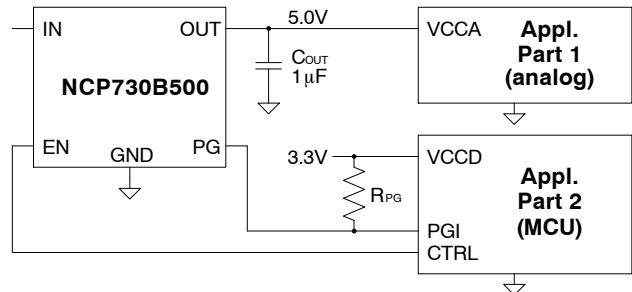 IN
OUT
NCP730B500
EN
GND
PG
5.0V
COUT
1μF
VCCA
Appl.
Part 1
(analog)
3.3V
RPG
VCCD
Appl.
Part 2
(MCU)
PGI
CTRL